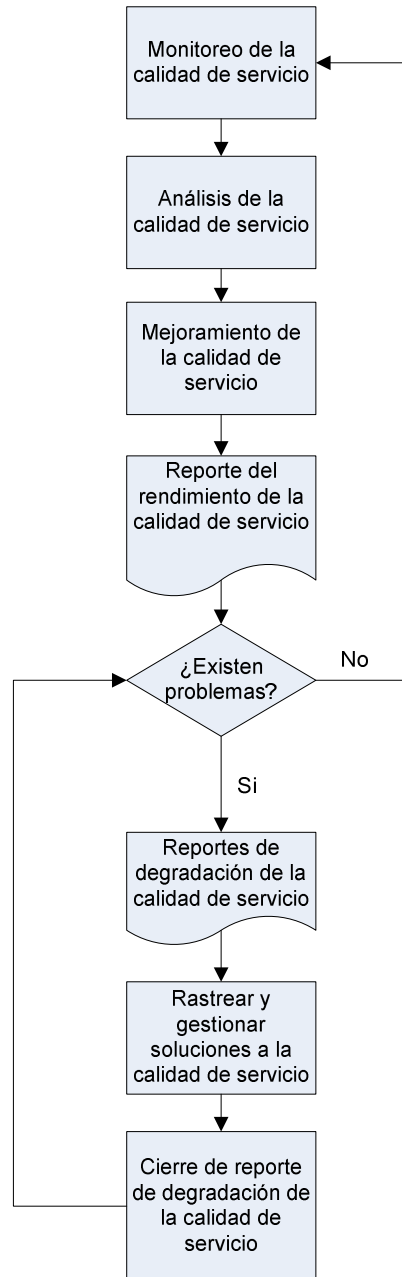 Monitoreo de la
calidad de servicio
Análisis de la
calidad de servicio
Mejoramiento de
la calidad de
servicio
Reporte del
rendimiento de la
calidad de servicio
¿Existen
problemas?
No
Si
Reportes de
degradación de la
calidad de servicio
Rastrear y
gestionar
soluciones a la
calidad de servicio
Cierre de reporte
de degradación de
la calidad de
servicio